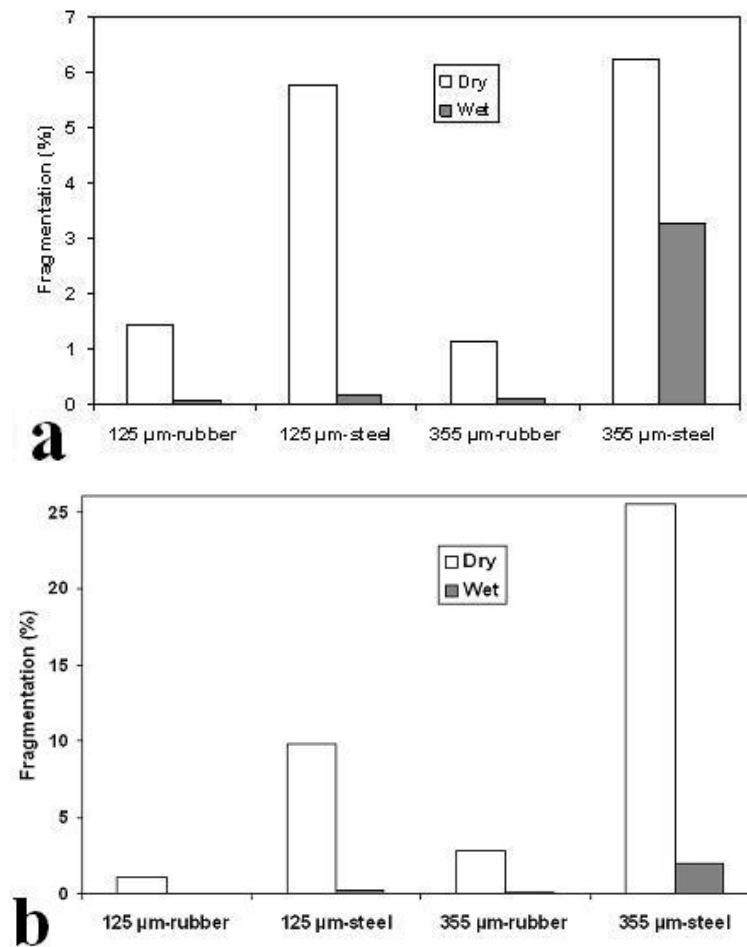 7
6
5
4
3
2
1
0
Fragmentation (%)
Dry
Wet
125 µm-rubber 125 µm-steel 355 µm-rubber 355 µm-steel
a
25
20
15
10
5
0
Fragmentation (%)
Dry
Wet
125 µm-rubber 125 µm-steel 355 µm-rubber 355 µm-steel
b